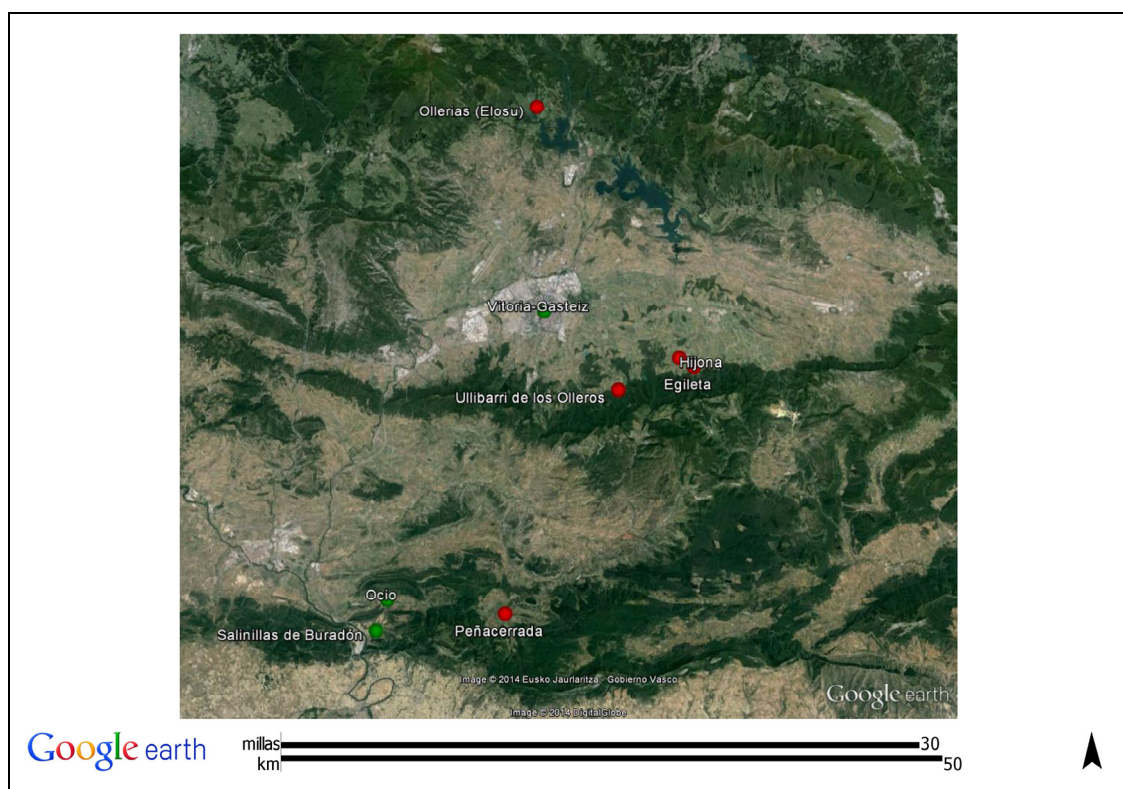 Ollerias (Elosu)
Vitoria-Gasteiz
Hijona
Egileta
Ullibarri de los Olleros
Ocio
Peñacerrada
Salinillas de Buradón
Image © 2014 Eusko Jaurlaritza - Gobierno Vasco
Google earth
Image © 2014 DigitalGlobe
Google earth
millas 30
km 50